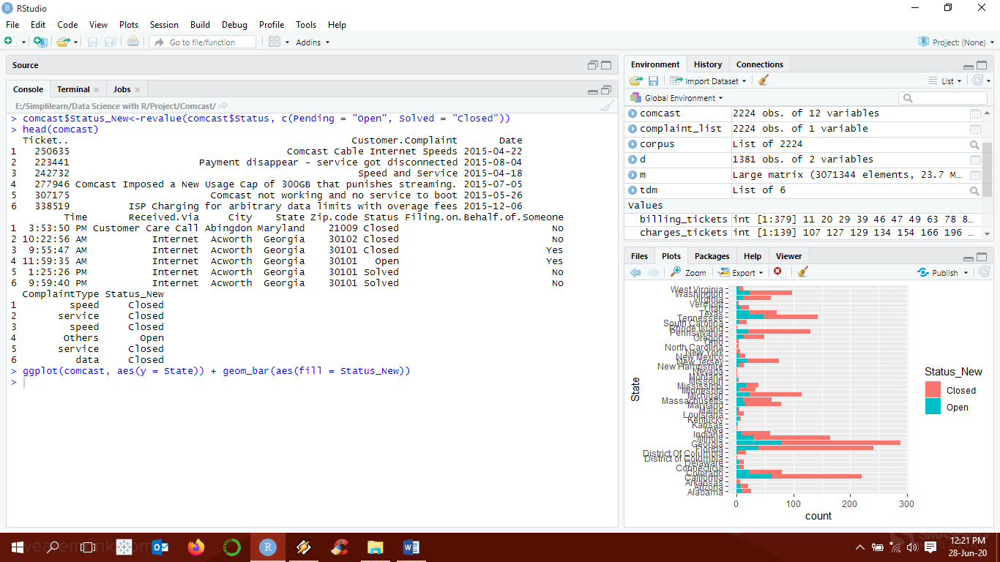 RStudio
File Edit Code View Plots Session Build Debug Profile Tools Help
Go to file/function Addins Project: (None)
Source
Console Terminal Jobs
E:/Simplilearn/Data Science with R/Project/Comcast/
> comcast$Status_New<-revalue(comcast$Status, c(Pending = "Open", Solved = "Closed"))
> head(comcast)
Ticket.. Customer.Complaint Date
1 250635 Comcast Cable Internet Speeds 2015-04-22
2 223441 Payment disappear - service got disconnected 2015-08-04
3 242732 Speed and Service 2015-04-18
4 277946 Comcast Imposed a New Usage Cap of 300GB that punishes streaming. 2015-07-05
5 307175 Comcast not working and no service to boot 2015-05-26
6 338519 ISP Charging for arbitrary data limits with overage fees 2015-12-06
Time Received.Via City State Zip.code Status Filing.on.Behalf.of.Someone
1 3:53:50 PM Customer Care Call Abingdon Maryland 21009 Closed No
2 10:22:56 AM Internet Acworth Georgia 30102 Closed No
3 9:55:47 AM Internet Acworth Georgia 30101 Closed Yes
4 11:59:35 AM Internet Acworth Georgia 30101 Open Yes
5 1:25:26 PM Internet Acworth Georgia 30101 Solved No
6 9:59:40 PM Internet Acworth Georgia 30101 Solved No
ComplaintType Status_New
1 speed Closed
2 service Closed
3 speed Closed
4 Others Open
5 service Closed
6 data Closed
> ggplot(comcast, aes(y = State)) + geom_bar(aes(fill = Status_New))
>
Environment History Connections
Import Dataset List
Global Environment
comcast 2224 obs. of 12 variables
complaint_list 2224 obs. of 1 variable
corpus List of 2224
d 1381 obs. of 2 variables
m Large matrix (3071344 elements, 23.7 M…
tdm List of 6
Values
billing_tickets int [1:379] 11 20 29 39 46 47 49 63 78 8…
charges_tickets int [1:139] 107 127 129 134 154 166 196 …
Files Plots Packages Help Viewer
Zoom Export Publish
West Virginia
Washington
Virginia
Vermont
Utah
Texas
Tennessee
South Carolina
Rhode Island
Pennsylvania
Oregon
Ohio
North Carolina
New York
New Mexico
New Jersey
New Hampshire
Nevada
Montana
Missouri
Mississippi
Minnesota
Michigan
Massachusetts
Maryland
Maine
Louisiana
Kentucky
Kansas
Iowa
Indiana
Illinois
Georgia
Florida
District Of Columbia
District of Columbia
Delaware
Connecticut
Colorado
California
Arkansas
Arizona
Alabama
State
0 100 200 300
count
Status_New
Closed
Open
12:21 PM
28-Jun-20